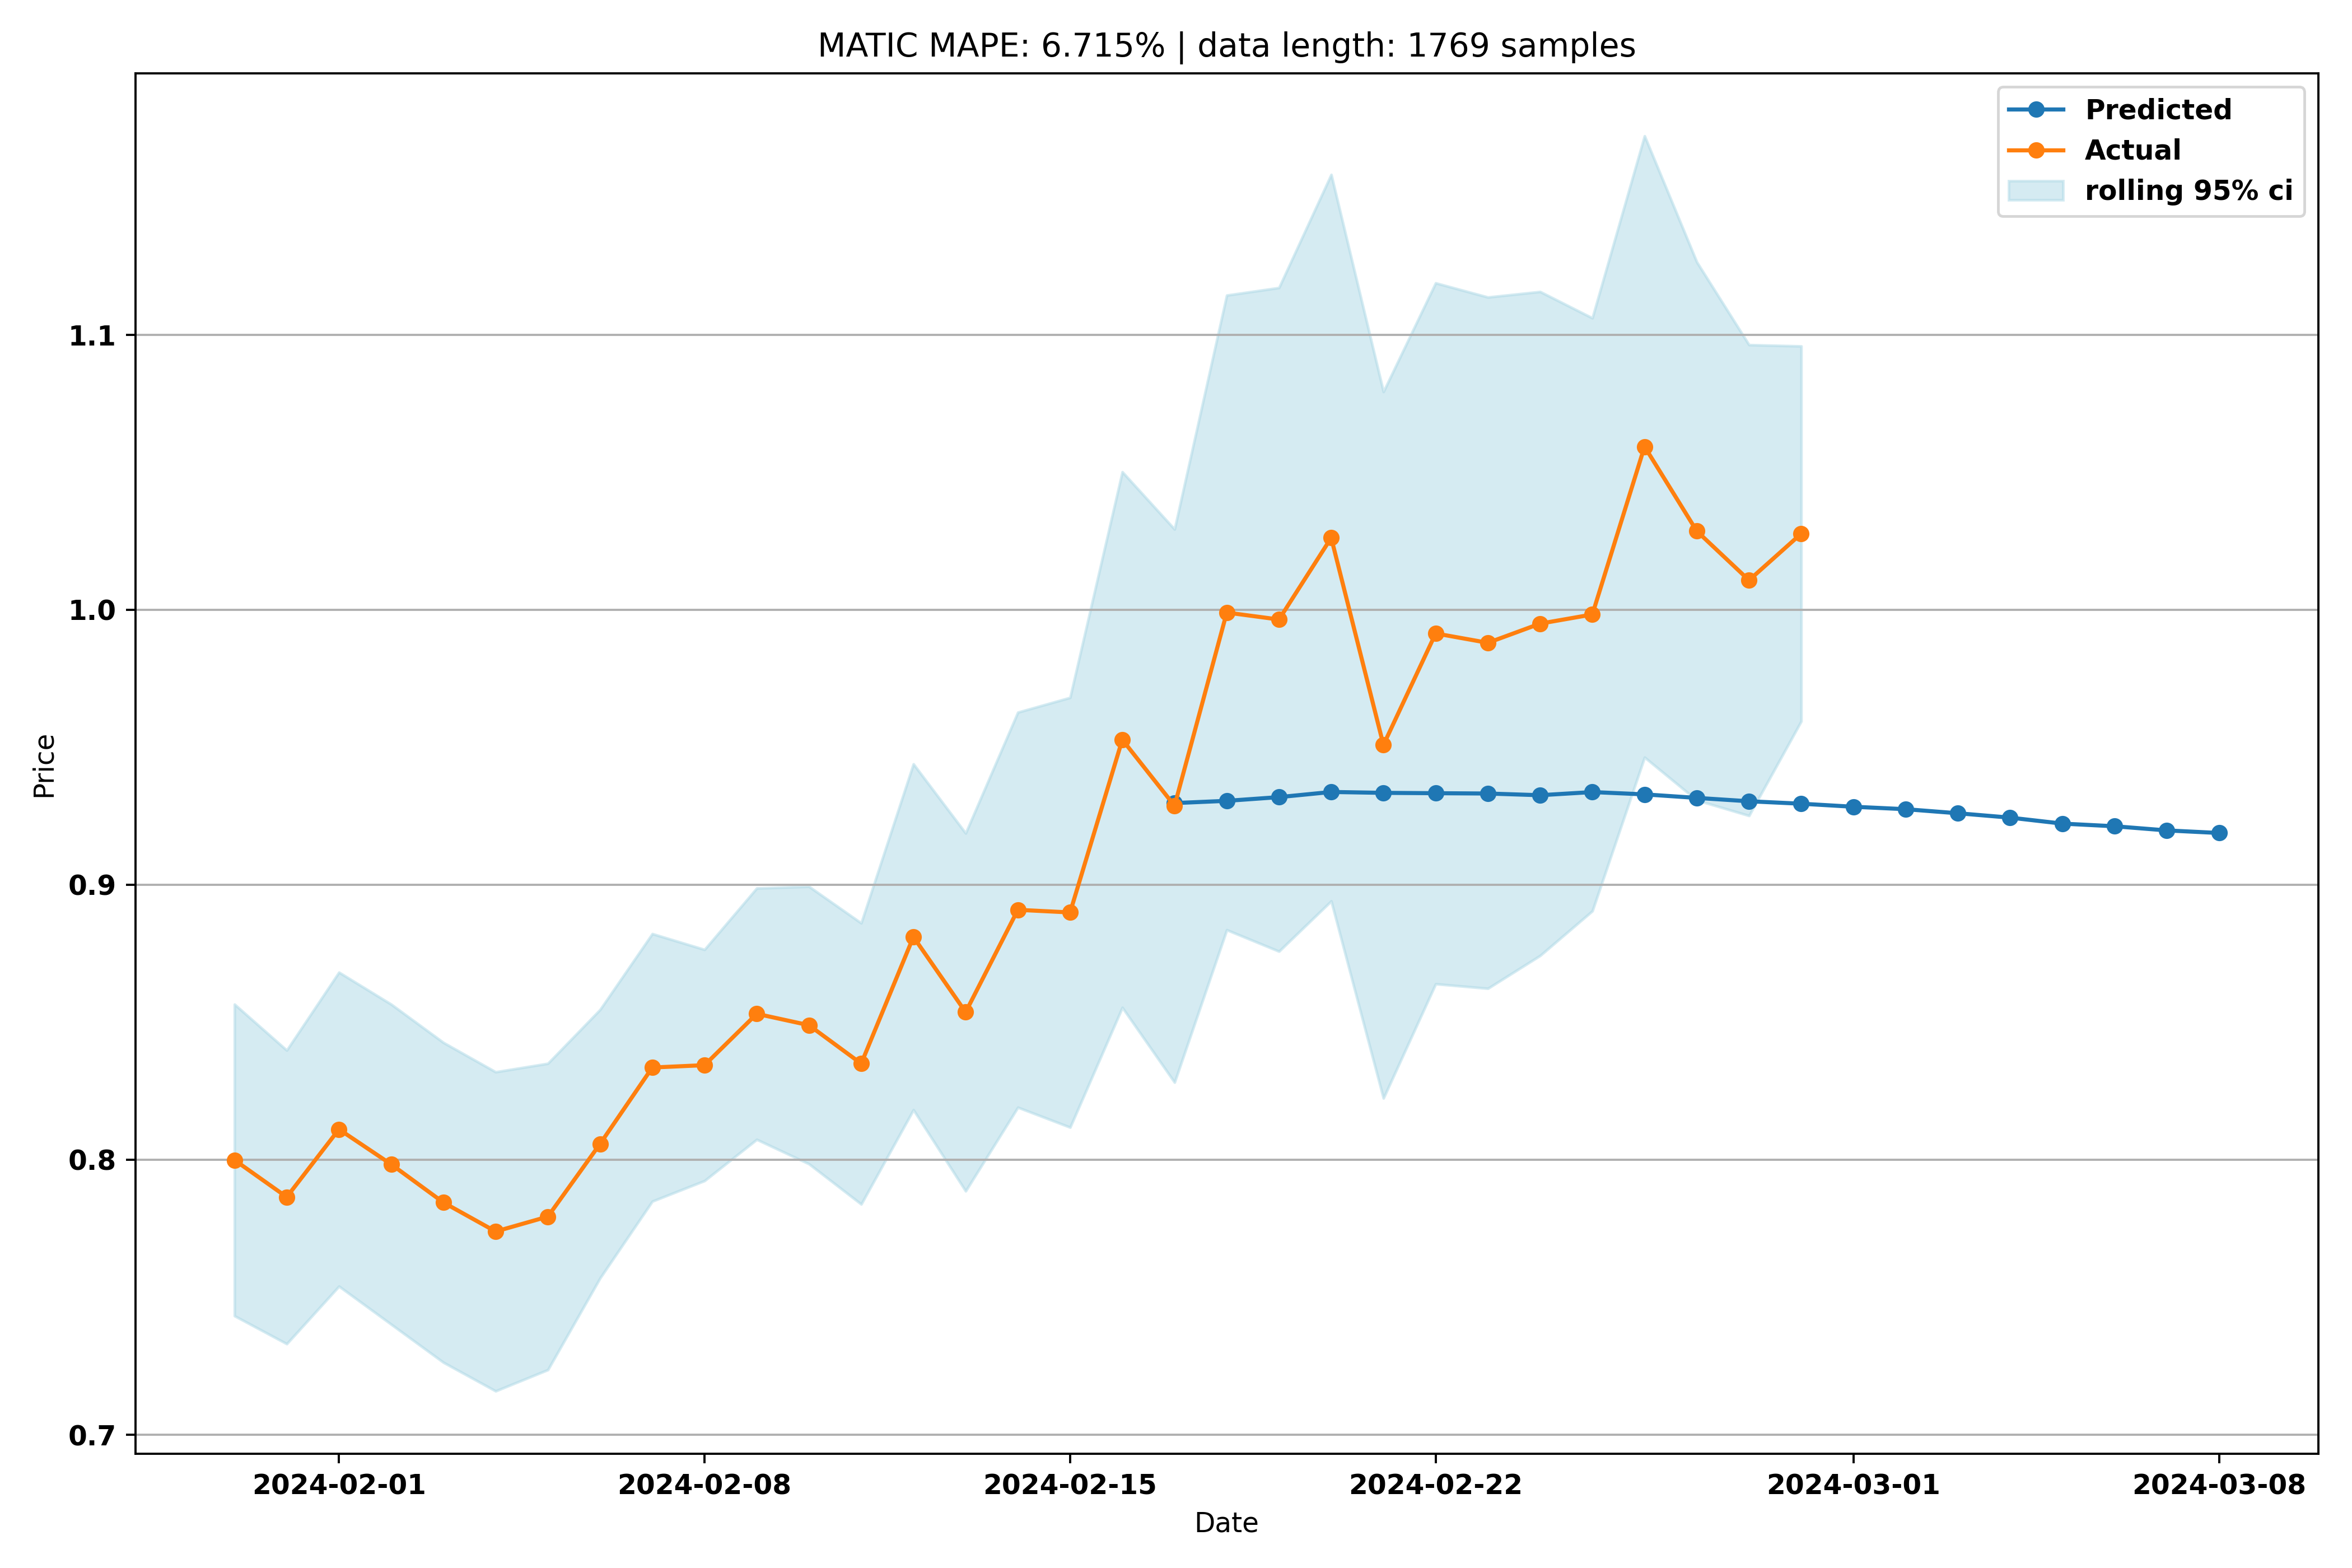 MATIC MAPE: 6.715% | data length: 1769 samples
Predicted
Actual
rolling 95% ci
1.1
1.0
0.9
0.8
0.7
Price
2024-02-01 2024-02-08 2024-02-15 2024-02-22 2024-03-01 2024-03-08
Date